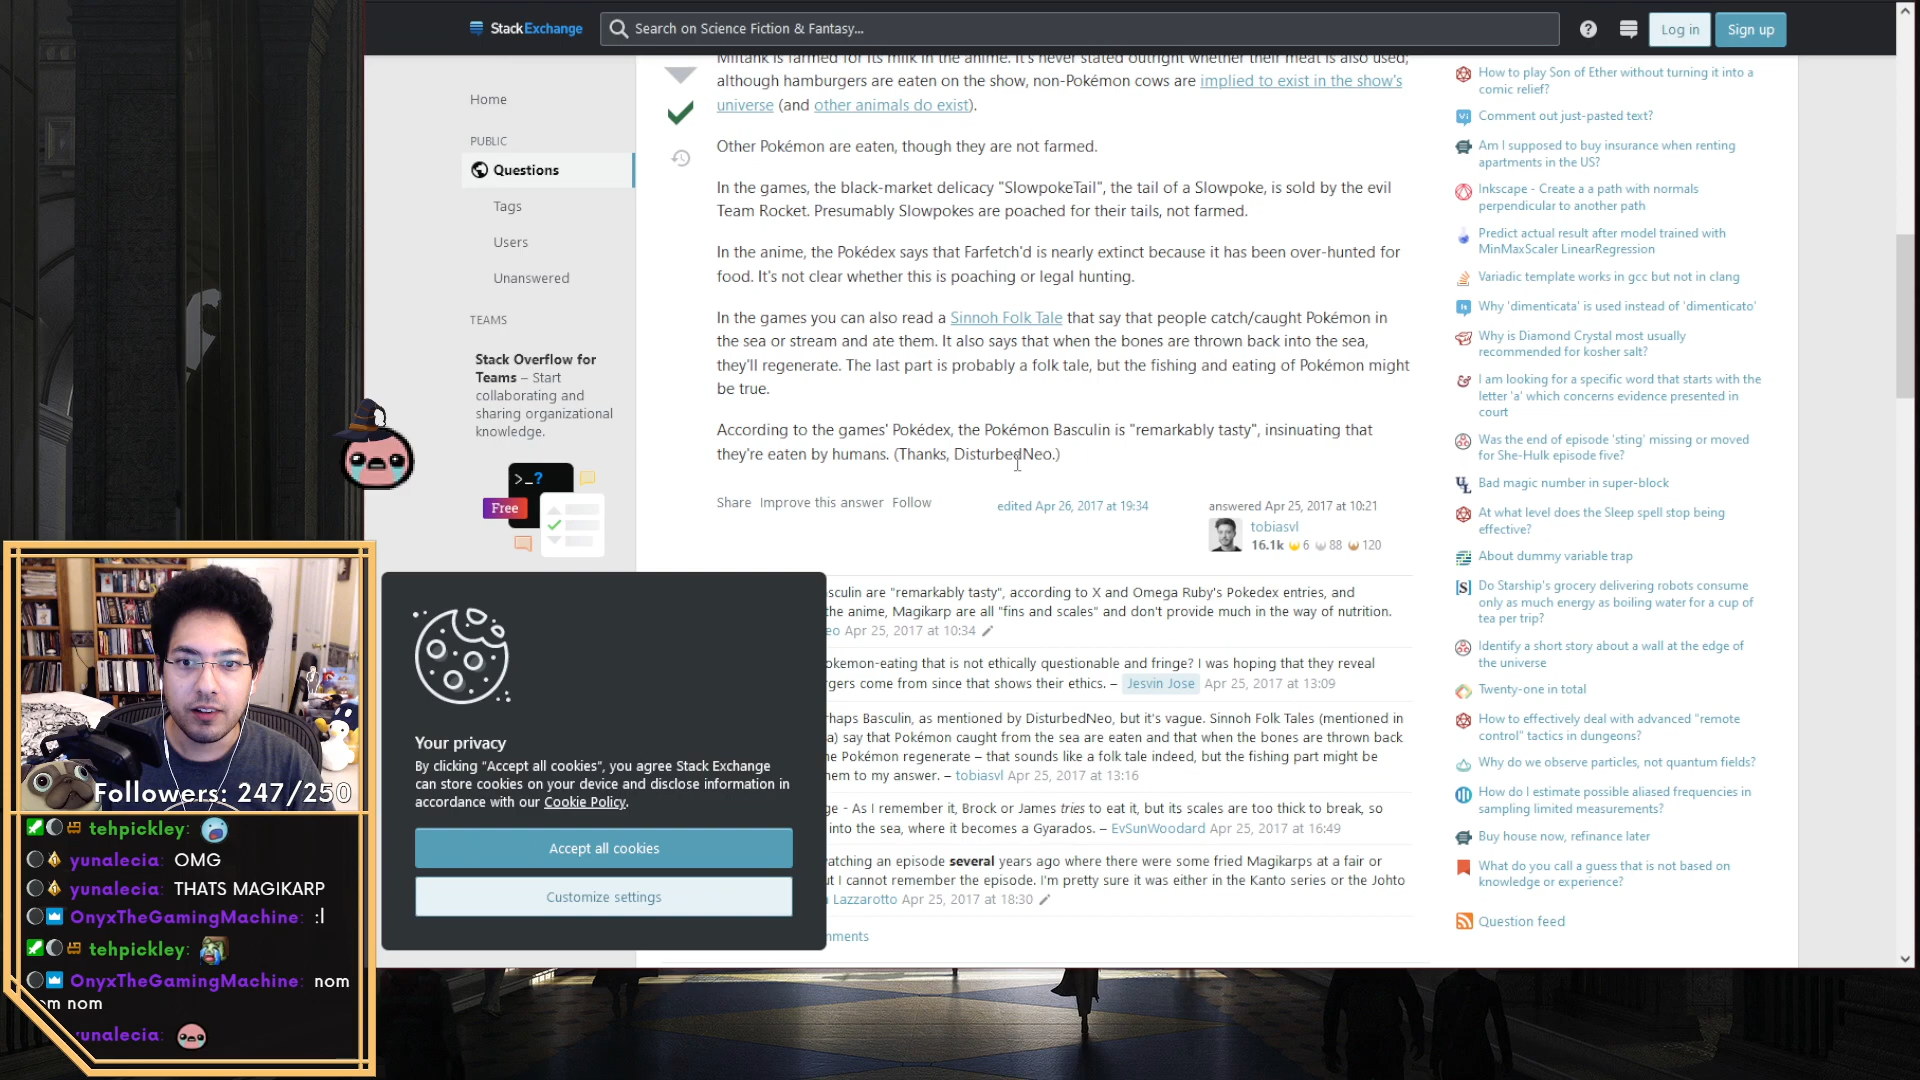 StackExchange
Search on Science Fiction & Fantasy...
Log in
Sign up
Home
PUBLIC
Questions
Tags
Users
Unanswered
TEAMS
Stack Overflow for
Teams – Start
collaborating and
sharing organizational
knowledge.
>_?
Free
Miltank is farmed for its milk in the anime. It's never stated outright whether their meat is also used;
although hamburgers are eaten on the show, non-Pokémon cows are implied to exist in the show's
universe (and other animals do exist).
Other Pokémon are eaten, though they are not farmed.
In the games, the black-market delicacy "SlowpokeTail", the tail of a Slowpoke, is sold by the evil
Team Rocket. Presumably Slowpokes are poached for their tails, not farmed.
In the anime, the Pokédex says that Farfetch'd is nearly extinct because it has been over-hunted for
food. It's not clear whether this is poaching or legal hunting.
In the games you can also read a Sinnoh Folk Tale that say that people catch/caught Pokémon in
the sea or stream and ate them. It also says that when the bones are thrown back into the sea,
they'll regenerate. The last part is probably a folk tale, but the fishing and eating of Pokémon might
be true.
According to the games' Pokédex, the Pokémon Basculin is "remarkably tasty", insinuating that
they're eaten by humans. (Thanks, DisturbedNeo.)
Share Improve this answer Follow
edited Apr 26, 2017 at 19:34
answered Apr 25, 2017 at 10:21
tobiasvl
16.1k 6 88 120
sculin are "remarkably tasty", according to X and Omega Ruby's Pokedex entries, and
the anime, Magikarp are all "fins and scales" and don't provide much in the way of nutrition.
eo Apr 25, 2017 at 10:34
okemon-eating that is not ethically questionable and fringe? I was hoping that they reveal
rgers come from since that shows their ethics. – Jesvin Jose Apr 25, 2017 at 13:09
rhaps Basculin, as mentioned by DisturbedNeo, but it's vague. Sinnoh Folk Tales (mentioned in
a) say that Pokémon caught from the sea are eaten and that when the bones are thrown back
he Pokémon regenerate – that sounds like a folk tale indeed, but the fishing part might be
hem to my answer. – tobiasvl Apr 25, 2017 at 13:16
ge - As I remember it, Brock or James tries to eat it, but its scales are too thick to break, so
into the sea, where it becomes a Gyarados. – EvSunWoodard Apr 25, 2017 at 16:49
vatching an episode several years ago where there were some fried Magikarps at a fair or
t I cannot remember the episode. I'm pretty sure it was either in the Kanto series or the Johto
Lazzarotto Apr 25, 2017 at 18:30
mments
Your privacy
By clicking "Accept all cookies", you agree Stack Exchange
can store cookies on your device and disclose information in
accordance with our Cookie Policy.
Accept all cookies
Customize settings
How to play Son of Ether without turning it into a
comic relief?
Comment out just-pasted text?
Am I supposed to buy insurance when renting
apartments in the US?
Inkscape - Create a a path with normals
perpendicular to another path
Predict actual result after model trained with
MinMaxScaler LinearRegression
Variadic template works in gcc but not in clang
Why 'dimenticata' is used instead of 'dimenticato'
Why is Diamond Crystal most usually
recommended for kosher salt?
I am looking for a specific word that starts with the
letter 'a' which concerns evidence presented in
court
Was the end of episode 'sting' missing or moved
for She-Hulk episode five?
Bad magic number in super-block
At what level does the Sleep spell stop being
effective?
About dummy variable trap
Do Starship's grocery delivering robots consume
only as much energy as boiling water for a cup of
tea per trip?
Identify a short story about a wall at the edge of
the universe
Twenty-one in total
How to effectively deal with advanced "remote
control" tactics in dungeons?
Why do we observe particles, not quantum fields?
How do I estimate possible aliased frequencies in
sampling limited measurements?
Buy house now, refinance later
What do you call a guess that is not based on
knowledge or experience?
Question feed
Followers: 247/250
tehpickley:
yunalecia: OMG
yunalecia: THATS MAGIKARP
OnyxTheGamingMachine: :l
tehpickley:
OnyxTheGamingMachine: nom
om nom
yunalecia: